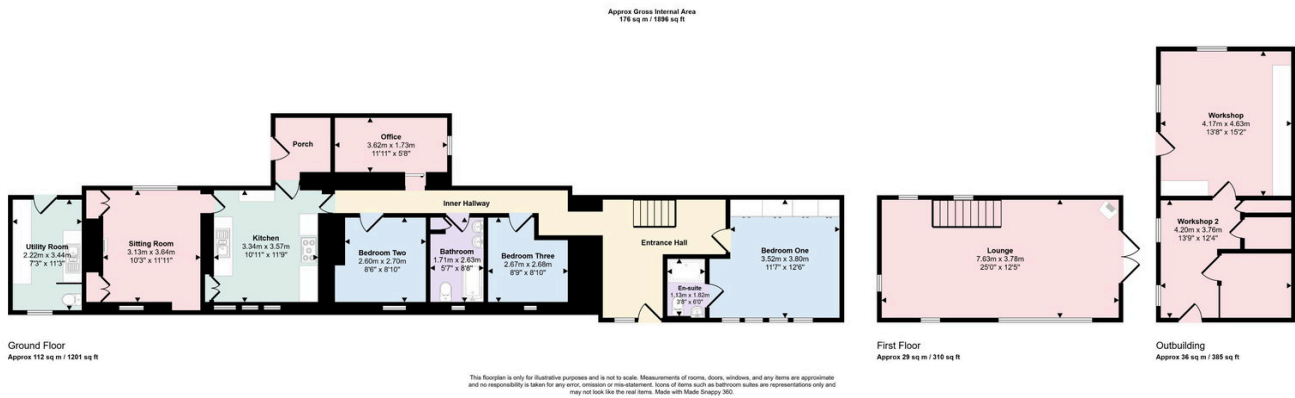 Approx Gross Internal Area
176 sq m / 1896 sq ft
Utility Room
2.22m x 3.44m
7'3" x 11'3"
Sitting Room
3.13m x 3.64m
10'3" x 11'11"
Kitchen
3.34m x 3.57m
10'11" x 11'9"
Porch
Office
3.62m x 1.73m
11'11" x 5'8"
Inner Hallway
Bedroom Two
2.60m x 2.70m
8'6" x 8'10"
Bathroom
1.71m x 2.63m
5'7" x 8'8"
Bedroom Three
2.67m x 2.68m
8'9" x 8'10"
Entrance Hall
En-suite
1.13m x 1.82m
3'8" x 6'0"
Bedroom One
3.52m x 3.80m
11'7" x 12'6"
Ground Floor
Approx 112 sq m / 1201 sq ft
Lounge
7.63m x 3.78m
25'0" x 12'5"
First Floor
Approx 29 sq m / 310 sq ft
Workshop
4.17m x 4.63m
13'8" x 15'2"
Workshop 2
4.20m x 3.76m
13'9" x 12'4"
Outbuilding
Approx 36 sq m / 385 sq ft
This floorplan is only for illustrative purposes and is not to scale. Measurements of rooms, doors, windows, and any items are approximate
and no responsibility is taken for any error, omission or mis-statement. Icons of items such as bathroom suites are representations only and
may not look like the real items. Made with Made Snappy 360.